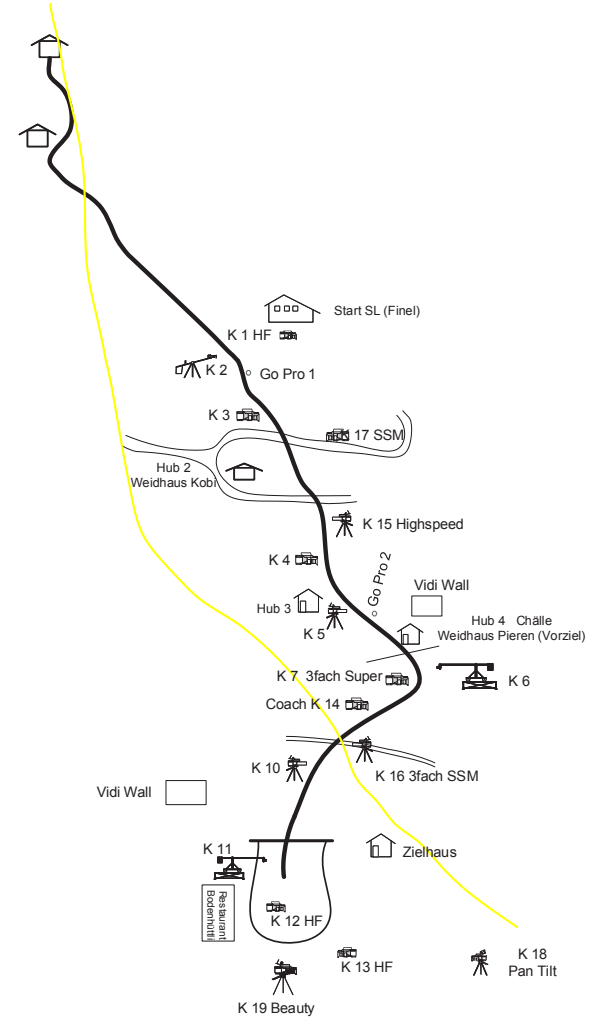 Start SL (Finel)
K 1 HF
K 2
Go Pro 1
K 3
17 SSM
Hub 2
Weidhaus Kobi
K 15 Highspeed
K 4
Go Pro 2
Vidi Wall
Hub 3
K 5
Hub 4 Chälle
Weidhaus Pieren (Vorziel)
K 7 3fach Super
K 6
Coach K 14
K 10
K 16 3fach SSM
Vidi Wall
K 11
Zielhaus
Restaurant
Bodenhüttli
K 12 HF
K 13 HF
K 18
Pan Tilt
K 19 Beauty